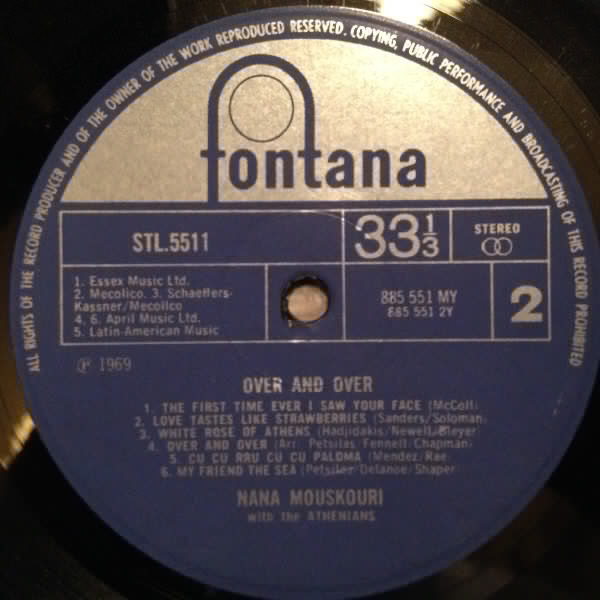 ALL RIGHTS OF THE RECORD PRODUCER AND OF THE OWNER OF THE WORK REPRODUCED RESERVED. COPYING, PUBLIC PERFORMANCE AND BROADCASTING OF THIS RECORD PROHIBITED
fontana
STL.5511
33 1/3
STEREO
1. Essex Music Ltd.
2. Mecolico. 3. Schaeffers-
Kassner/Mecolico
4. 6. April Music Ltd.
5. Latin-American Music
885 551 MY
885 551 2Y
2
℗ 1969
OVER AND OVER
1. THE FIRST TIME EVER I SAW YOUR FACE (McColl)
2. LOVE TASTES LIKE STRAWBERRIES (Sanders/Soloman)
3. WHITE ROSE OF ATHENS (Hadjidakis/Newell/Bleyer)
4. OVER AND OVER (Arr. Petsilas, Fennell/Chapman)
5. CU CU RRU CU CU PALOMA (Mendez/Rae)
6. MY FRIEND THE SEA (Petsilas/Delanoe/Shaper)
NANA MOUSKOURI
with the ATHENIANS